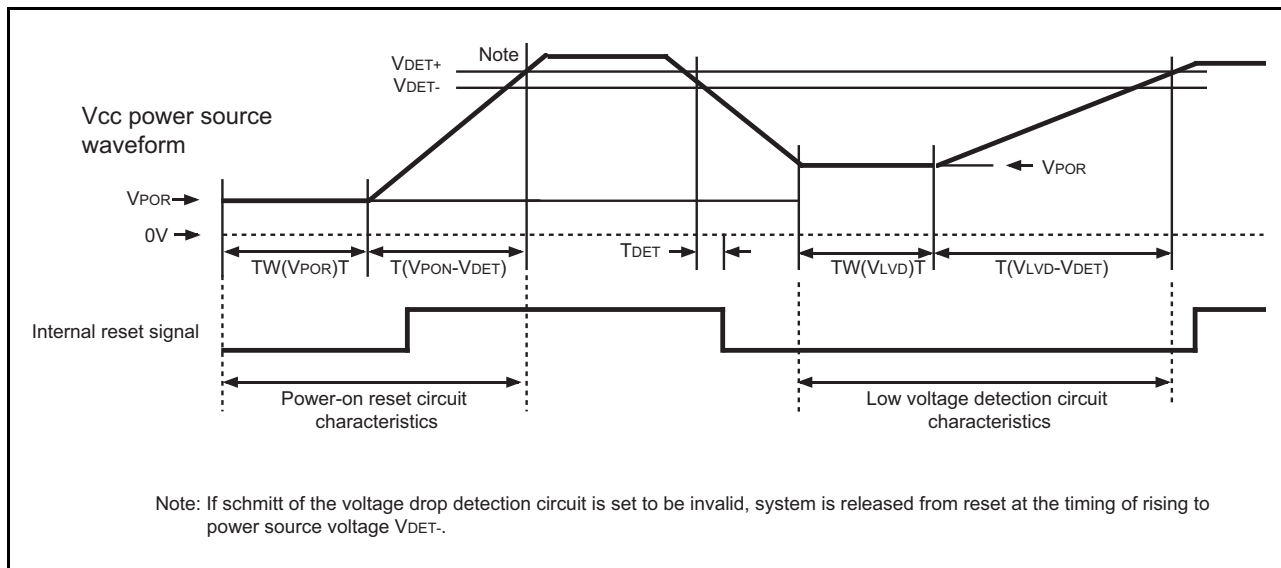 Note
VDET+
VDET-
Vcc power source
waveform
VPOR
VPOR
0V
TDET
TW(VPOR)T
T(VPON-VDET)
TW(VLVD)T
T(VLVD-VDET)
Internal reset signal
Power-on reset circuit
characteristics
Low voltage detection circuit
characteristics
Note: If schmitt of the voltage drop detection circuit is set to be invalid, system is released from reset at the timing of rising to
power source voltage VDET-.